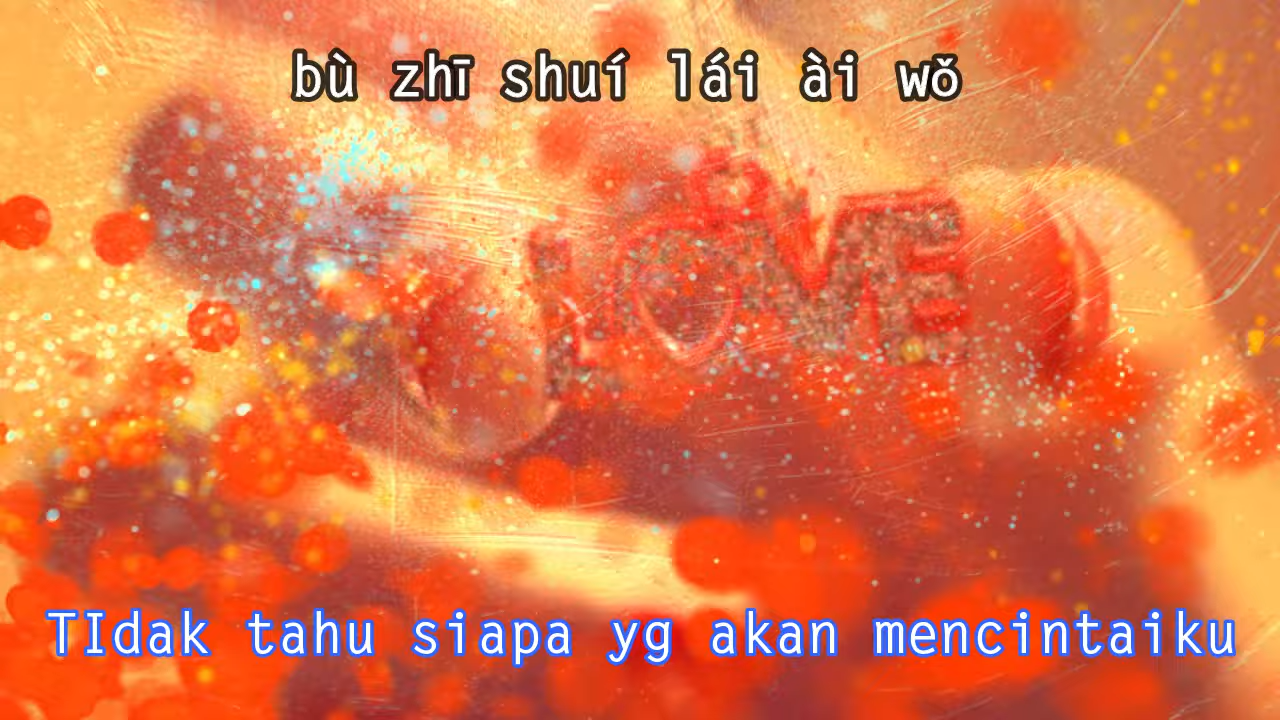 bù zhī shuí lái ài wǒ
LOVE
TIdak tahu siapa yg akan mencintaiku